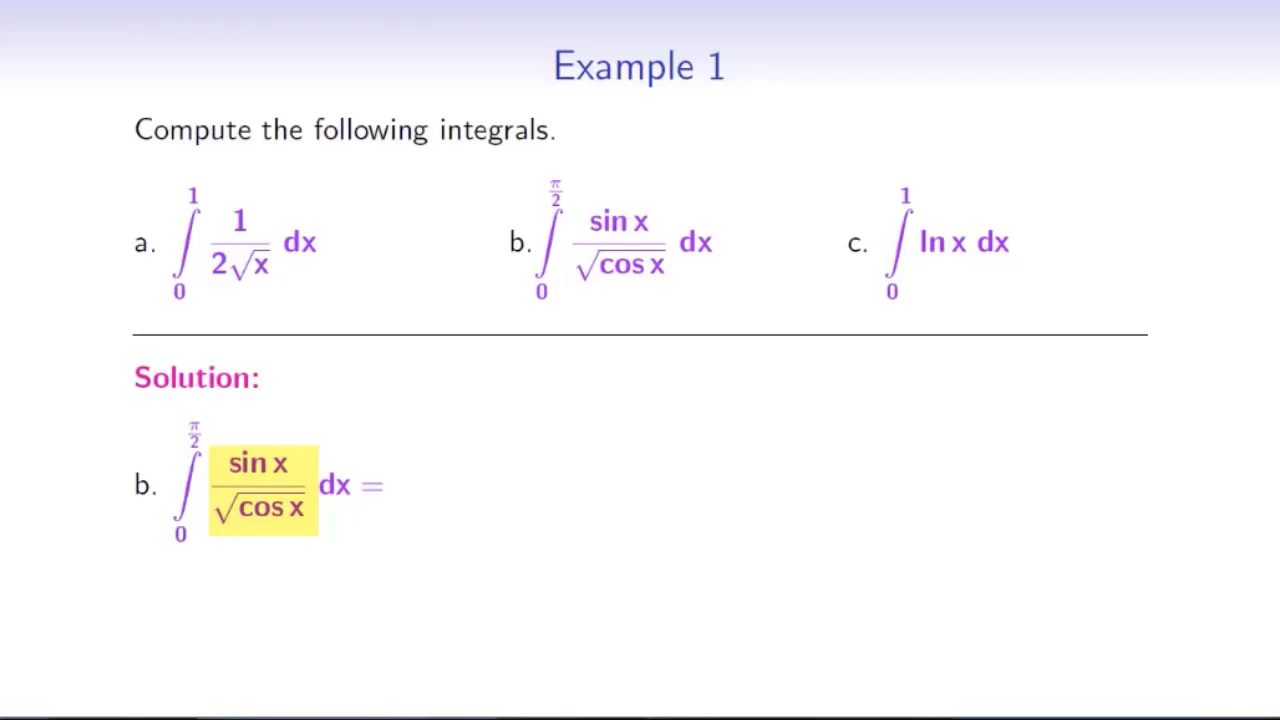 Example 1
Compute the following integrals.
a. ∫₀¹ 1/(2√x) dx b. ∫₀^(π/2) sin x/√(cos x) dx c. ∫₀¹ ln x dx
Solution:
b. ∫₀^(π/2) sin x/√(cos x) dx =